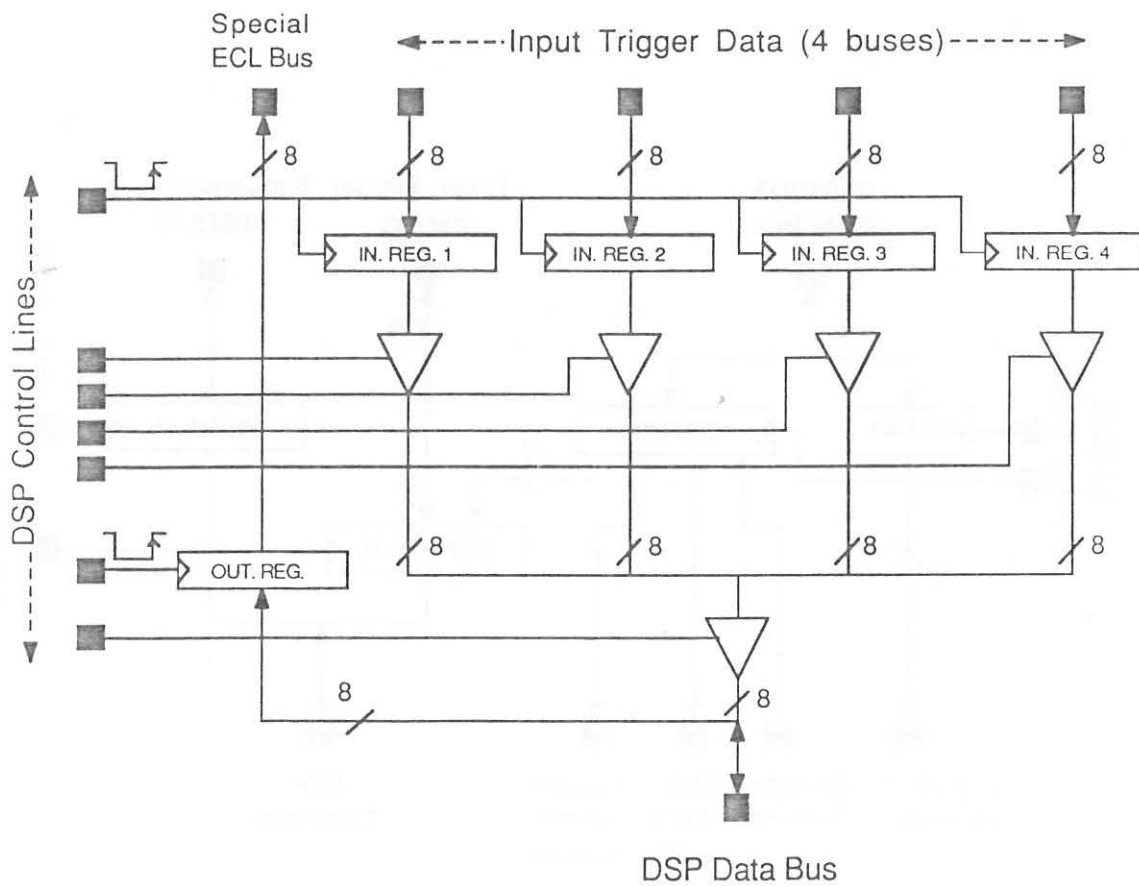 Special
ECL Bus
Input Trigger Data (4 buses)
8
8
8
8
8
IN. REG. 1
IN. REG. 2
IN. REG. 3
IN. REG. 4
DSP Control Lines
8
8
8
8
OUT. REG.
8
8
DSP Data Bus